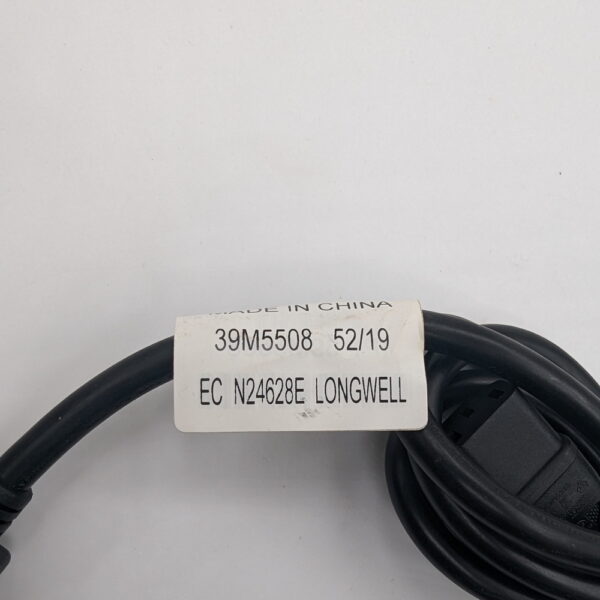 MADE IN CHINA
39M5508 52/19
EC N24628E LONGWELL